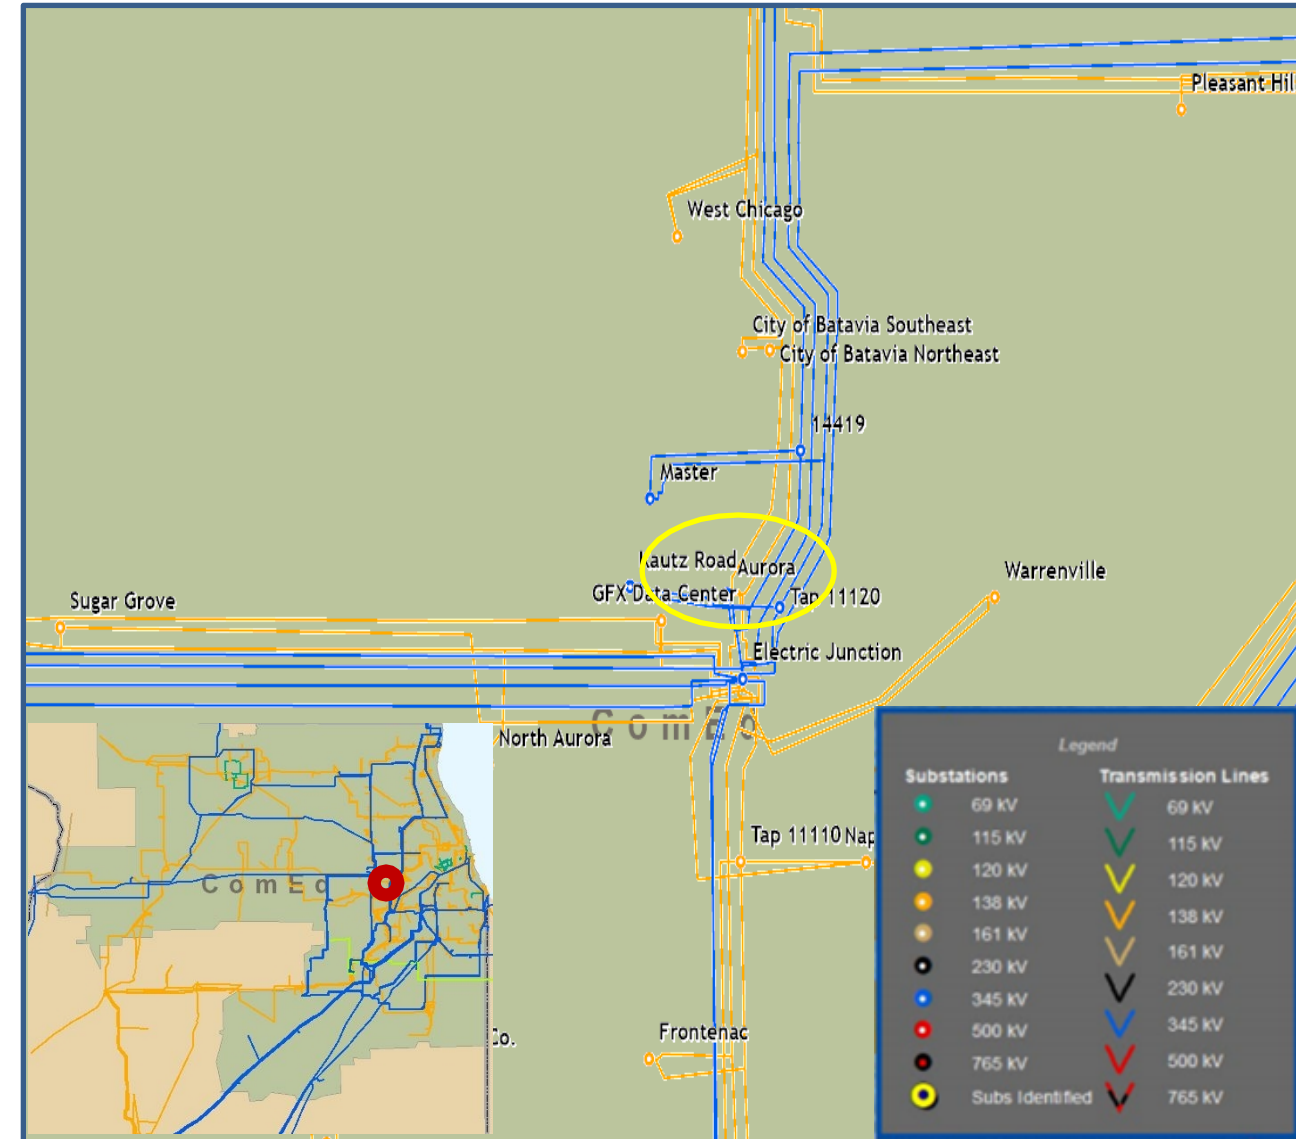 Pleasant Hil
West Chicago
City of Batavia Southeast
City of Batavia Northeast
14419
Master
Kautz Road
Aurora
Warrenville
GFX Data Center
Tap 11120
Sugar Grove
Electric Junction
ComEd
North Aurora
Tap 11110 Nap
Frontenac
Co.
ComEd
Legend
Substations Transmission Lines
69 kV 69 kV
115 kV 115 kV
120 kV 120 kV
138 kV 138 kV
161 kV 161 kV
230 kV 230 kV
345 kV 345 kV
500 kV 500 kV
765 kV 765 kV
Subs Identified